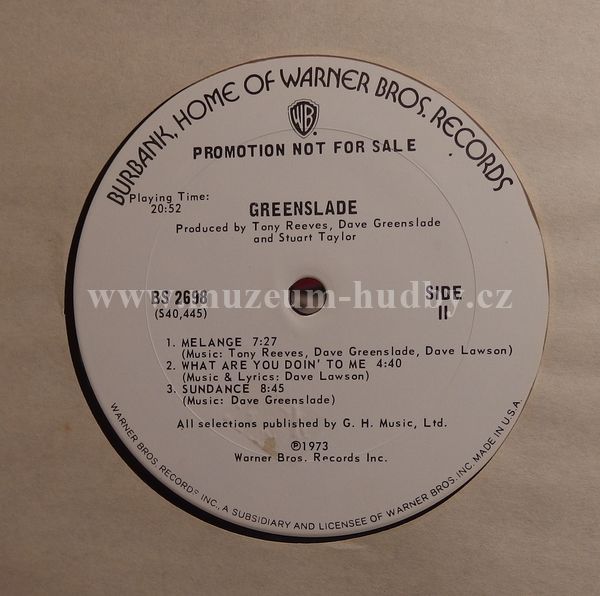 BURBANK, HOME OF WARNER BROS. RECORDS
WB
PROMOTION NOT FOR SALE
Playing Time:
20:52
GREENSLADE
Produced by Tony Reeves, Dave Greenslade
and Stuart Taylor
BS 2698
(S40,445)
SIDE
II
www.muzeum-hudby.cz
1. MELANGE 7:27
(Music: Tony Reeves, Dave Greenslade, Dave Lawson)
2. WHAT ARE YOU DOIN' TO ME 4:40
(Music & Lyrics: Dave Lawson)
3. SUNDANCE 8:45
(Music: Dave Greenslade)
All selections published by G. H. Music, Ltd.
℗1973
Warner Bros. Records Inc.
WARNER BROS. RECORDS INC., A SUBSIDIARY AND LICENSEE OF WARNER BROS. INC. MADE IN U.S.A.